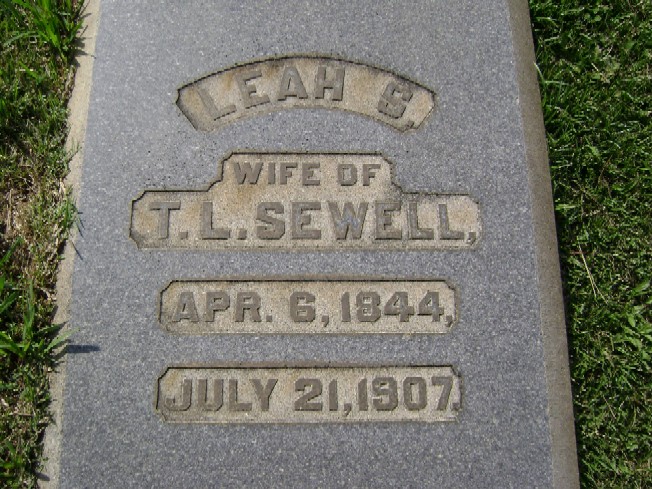 LEAH S.
WIFE OF
T. L. SEWELL,
APR. 6, 1844,
JULY 21, 1907.